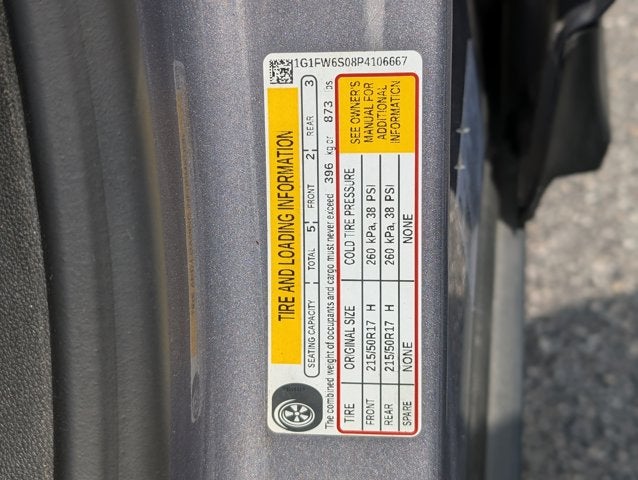 1G1FW6S08P4106667
TIRE AND LOADING INFORMATION
SEATING CAPACITY TOTAL 5 FRONT 2 REAR 3
The combined weight of occupants and cargo must never exceed 396 kg or 873 lbs
TIRE ORIGINAL SIZE COLD TIRE PRESSURE
FRONT 215/50R17 H 260 kPa, 38 PSI
REAR 215/50R17 H 260 kPa, 38 PSI
SPARE NONE NONE
SEE OWNER'S
MANUAL FOR
ADDITIONAL
INFORMATION